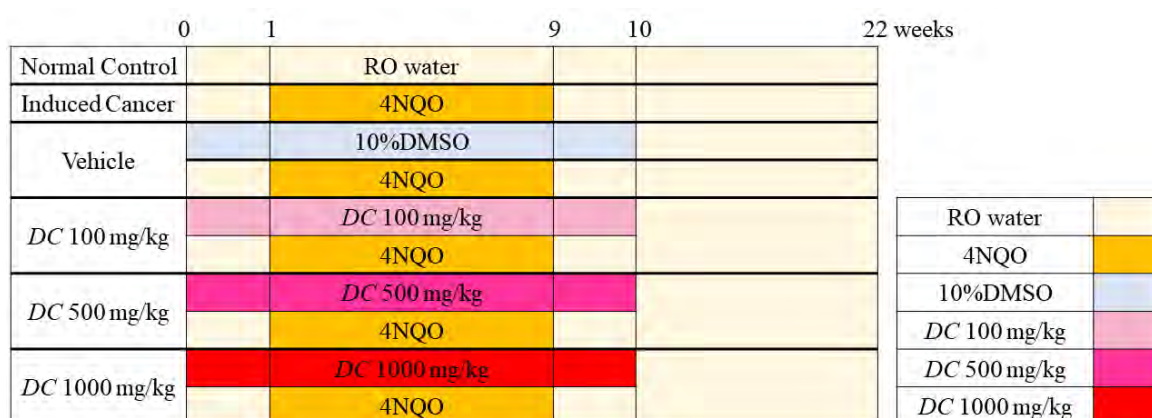 0 1 9 10 22 weeks
Normal Control RO water
Induced Cancer 4NQO
Vehicle
10%DMSO
4NQO
DC 100 mg/kg
DC 100 mg/kg
4NQO
DC 500 mg/kg
DC 500 mg/kg
4NQO
DC 1000 mg/kg
DC 1000 mg/kg
4NQO
RO water
4NQO
10%DMSO
DC 100 mg/kg
DC 500 mg/kg
DC 1000 mg/kg